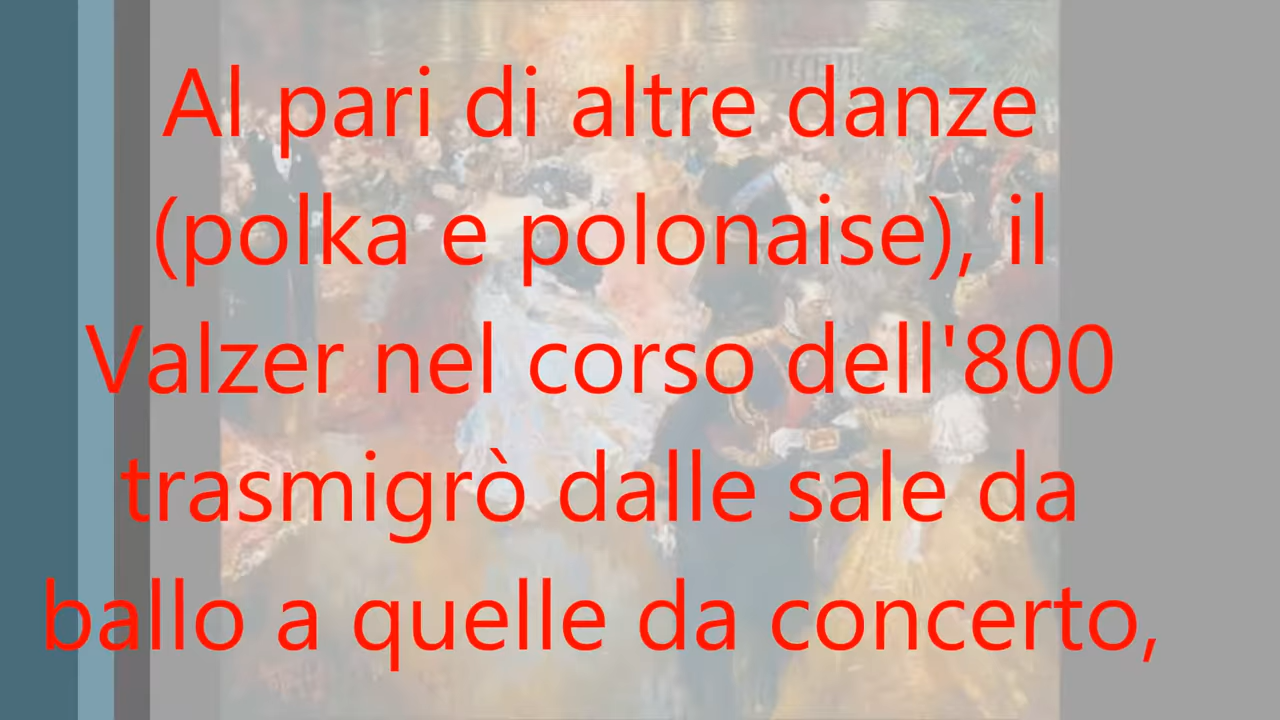 Al pari di altre danze
(polka e polonaise), il
Valzer nel corso dell'800
trasmigrò dalle sale da
ballo a quelle da concerto,